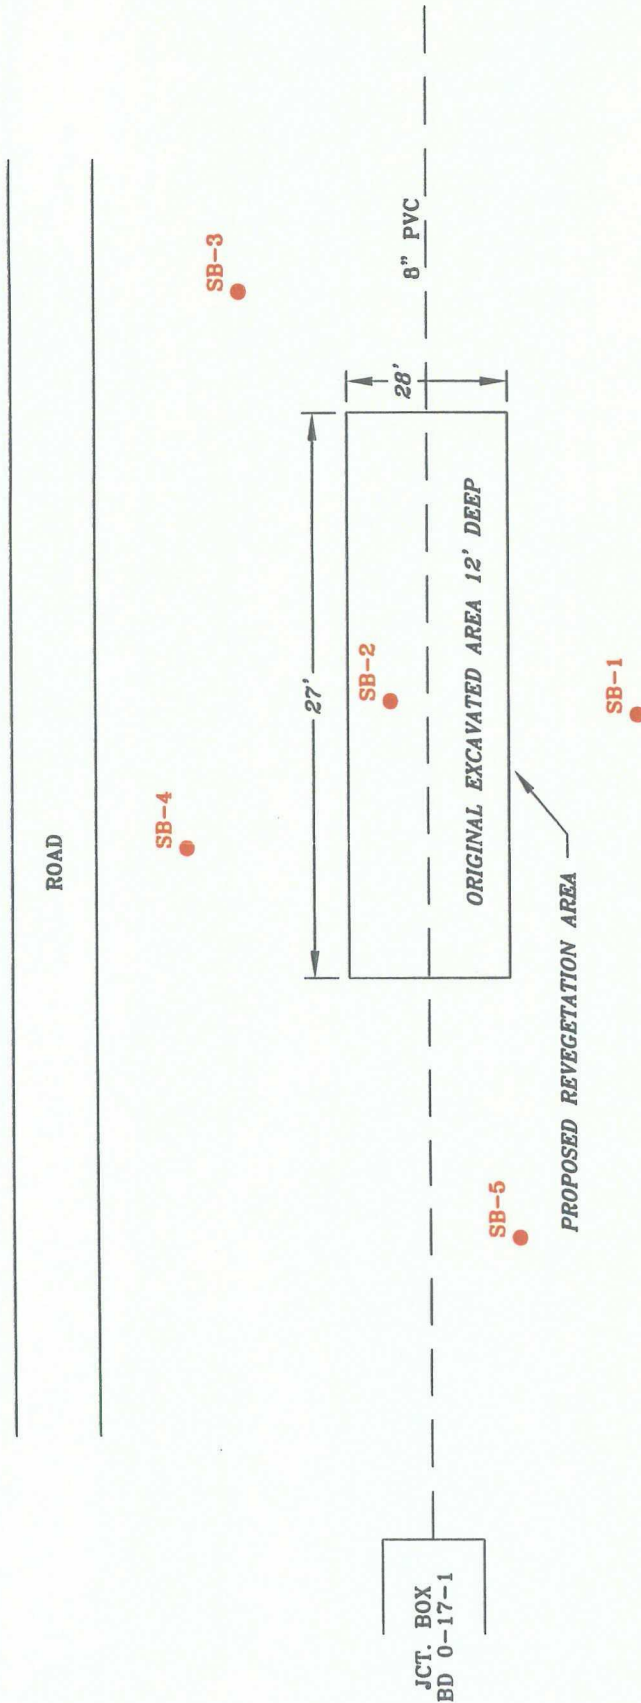 ROAD
SB-4
SB-3
27'
28'
SB-2
8" PVC
ORIGINAL EXCAVATED AREA 12' DEEP
SB-1
SB-5
PROPOSED REVEGETATION AREA
JCT. BOX
BD 0-17-1